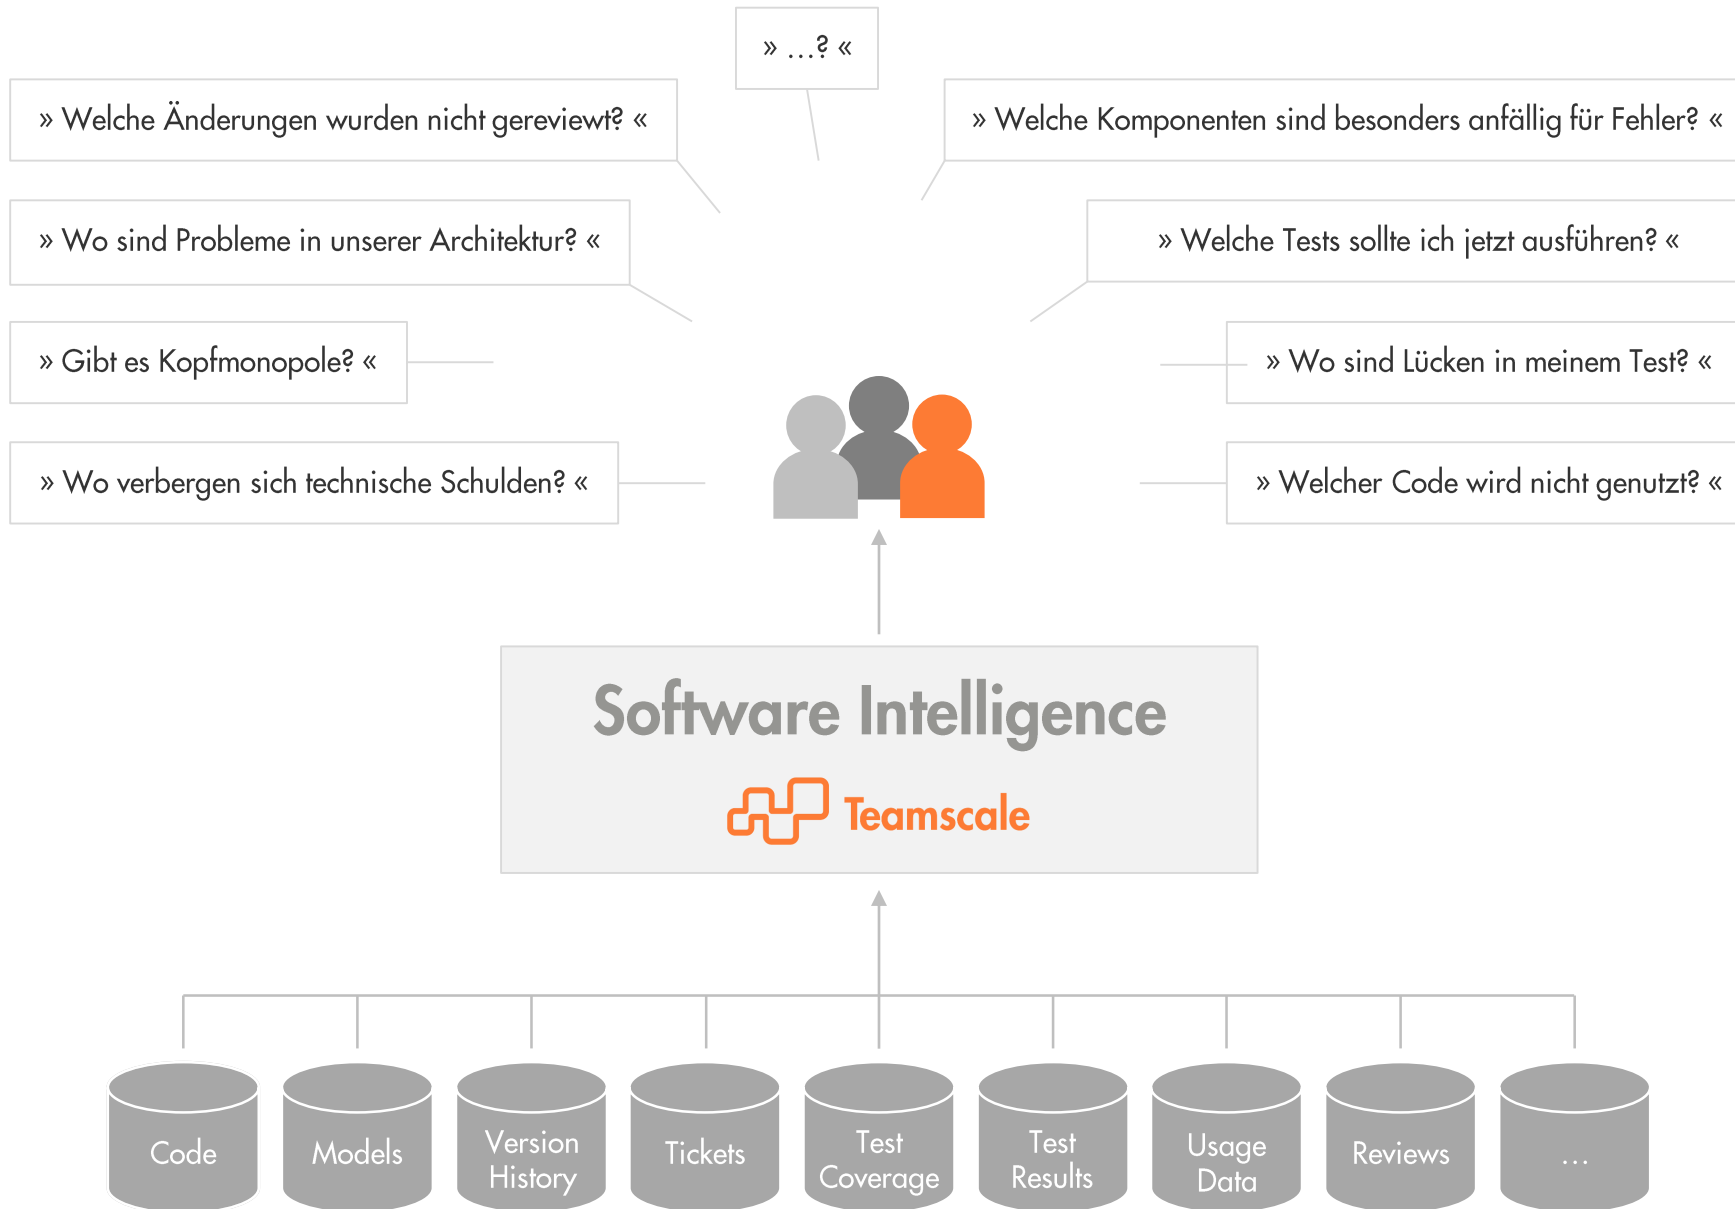 » ...? «
» Welche Änderungen wurden nicht gereviewt? «
» Welche Komponenten sind besonders anfällig für Fehler? «
» Wo sind Probleme in unserer Architektur? «
» Welche Tests sollte ich jetzt ausführen? «
» Gibt es Kopfmonopole? «
» Wo sind Lücken in meinem Test? «
» Wo verbergen sich technische Schulden? «
» Welcher Code wird nicht genutzt? «
Software Intelligence
Teamscale
Code
Models
Version
History
Tickets
Test
Coverage
Test
Results
Usage
Data
Reviews
...